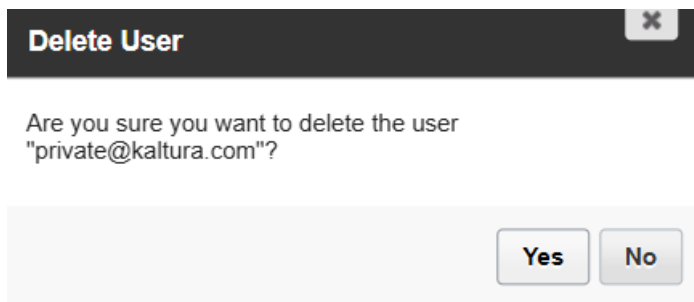 Delete User
Are you sure you want to delete the user
"private@kaltura.com"?
Yes No